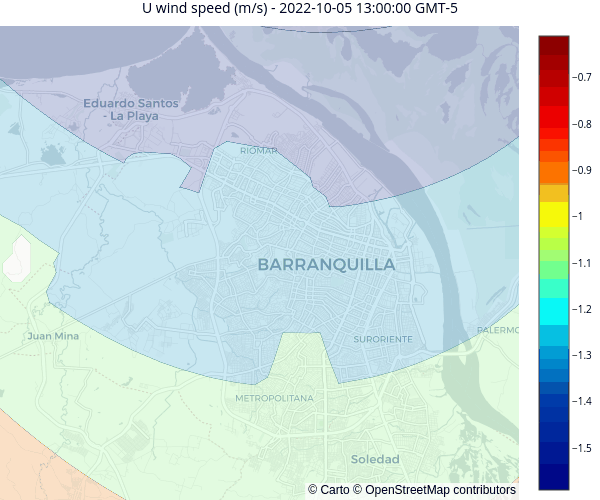 U wind speed (m/s) - 2022-10-05 13:00:00 GMT-5
−0.7
Eduardo Santos
- La Playa
−0.8
RIOMAR
−0.9
−1
BARRANQUILLA
−1.1
−1.2
Juan Mina
SURORIENTE
PALERMO
−1.3
METROPOLITANA
−1.4
Soledad
−1.5
© Carto © OpenStreetMap contributors